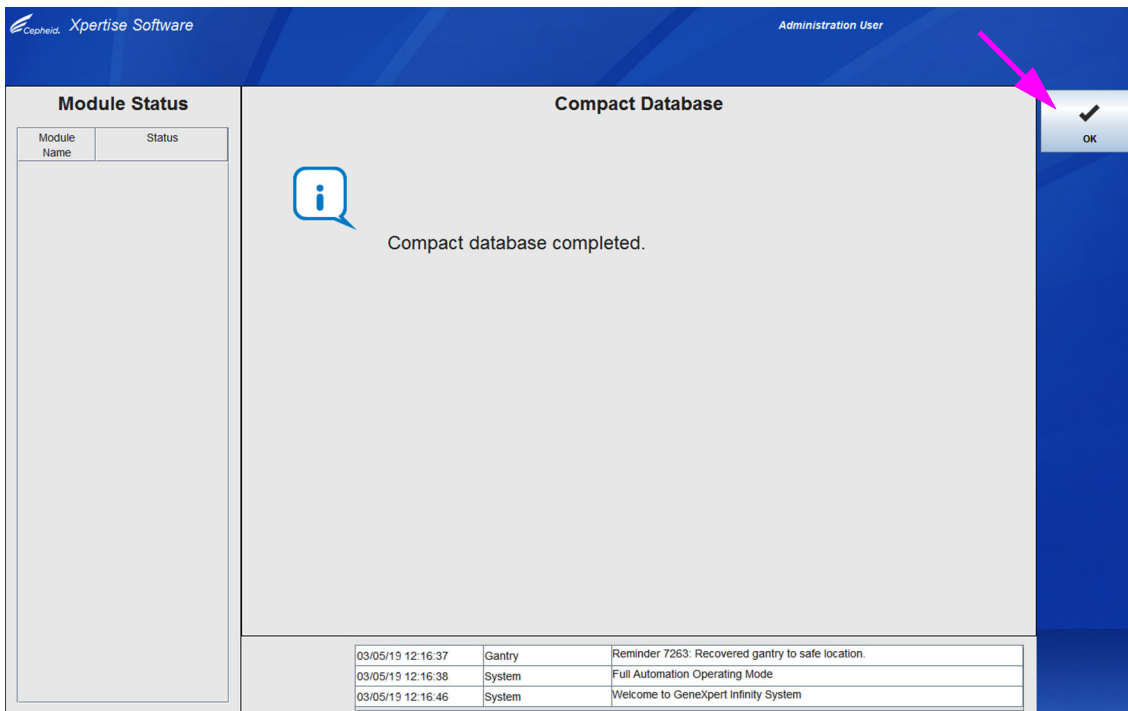 Cepheid. Xpertise Software
Administration User
Module Status
Compact Database
OK
Module Name
Status
Compact database completed.
03/05/19 12:16:37 Gantry Reminder 7263: Recovered gantry to safe location.
03/05/19 12:16:38 System Full Automation Operating Mode
03/05/19 12:16:46 System Welcome to GeneXpert Infinity System